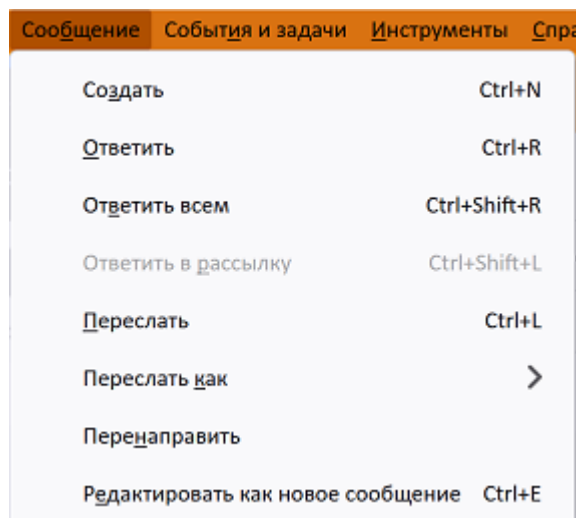 Сообщение События и задачи Инструменты Спра
Создать Ctrl+N
Ответить Ctrl+R
Ответить всем Ctrl+Shift+R
Ответить в рассылку Ctrl+Shift+L
Переслать Ctrl+L
Переслать как
Перенаправить
Редактировать как новое сообщение Ctrl+E